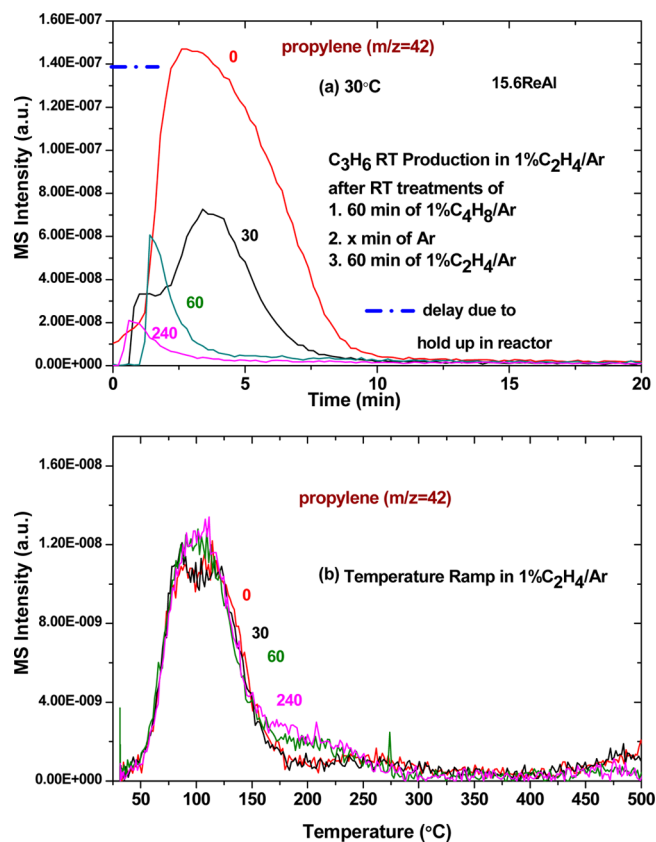 1.60E-007
1.40E-007
1.20E-007
1.00E-007
8.00E-008
6.00E-008
4.00E-008
2.00E-008
0.00E+000
MS Intensity (a.u.)
propylene (m/z=42)
0
(a) 30°C
15.6ReAl
C3H6 RT Production in 1%C2H4/Ar
after RT treatments of
1. 60 min of 1%C4H8/Ar
2. x min of Ar
3. 60 min of 1%C2H4/Ar
30
60
240
delay due to
hold up in reactor
0 5 10 15 20
Time (min)
1.60E-008
1.20E-008
8.00E-009
4.00E-009
0.00E+000
MS Intensity (a.u.)
propylene (m/z=42)
(b) Temperature Ramp in 1%C2H4/Ar
0
30
60
240
50 100 150 200 250 300 350 400 450 500
Temperature (°C)